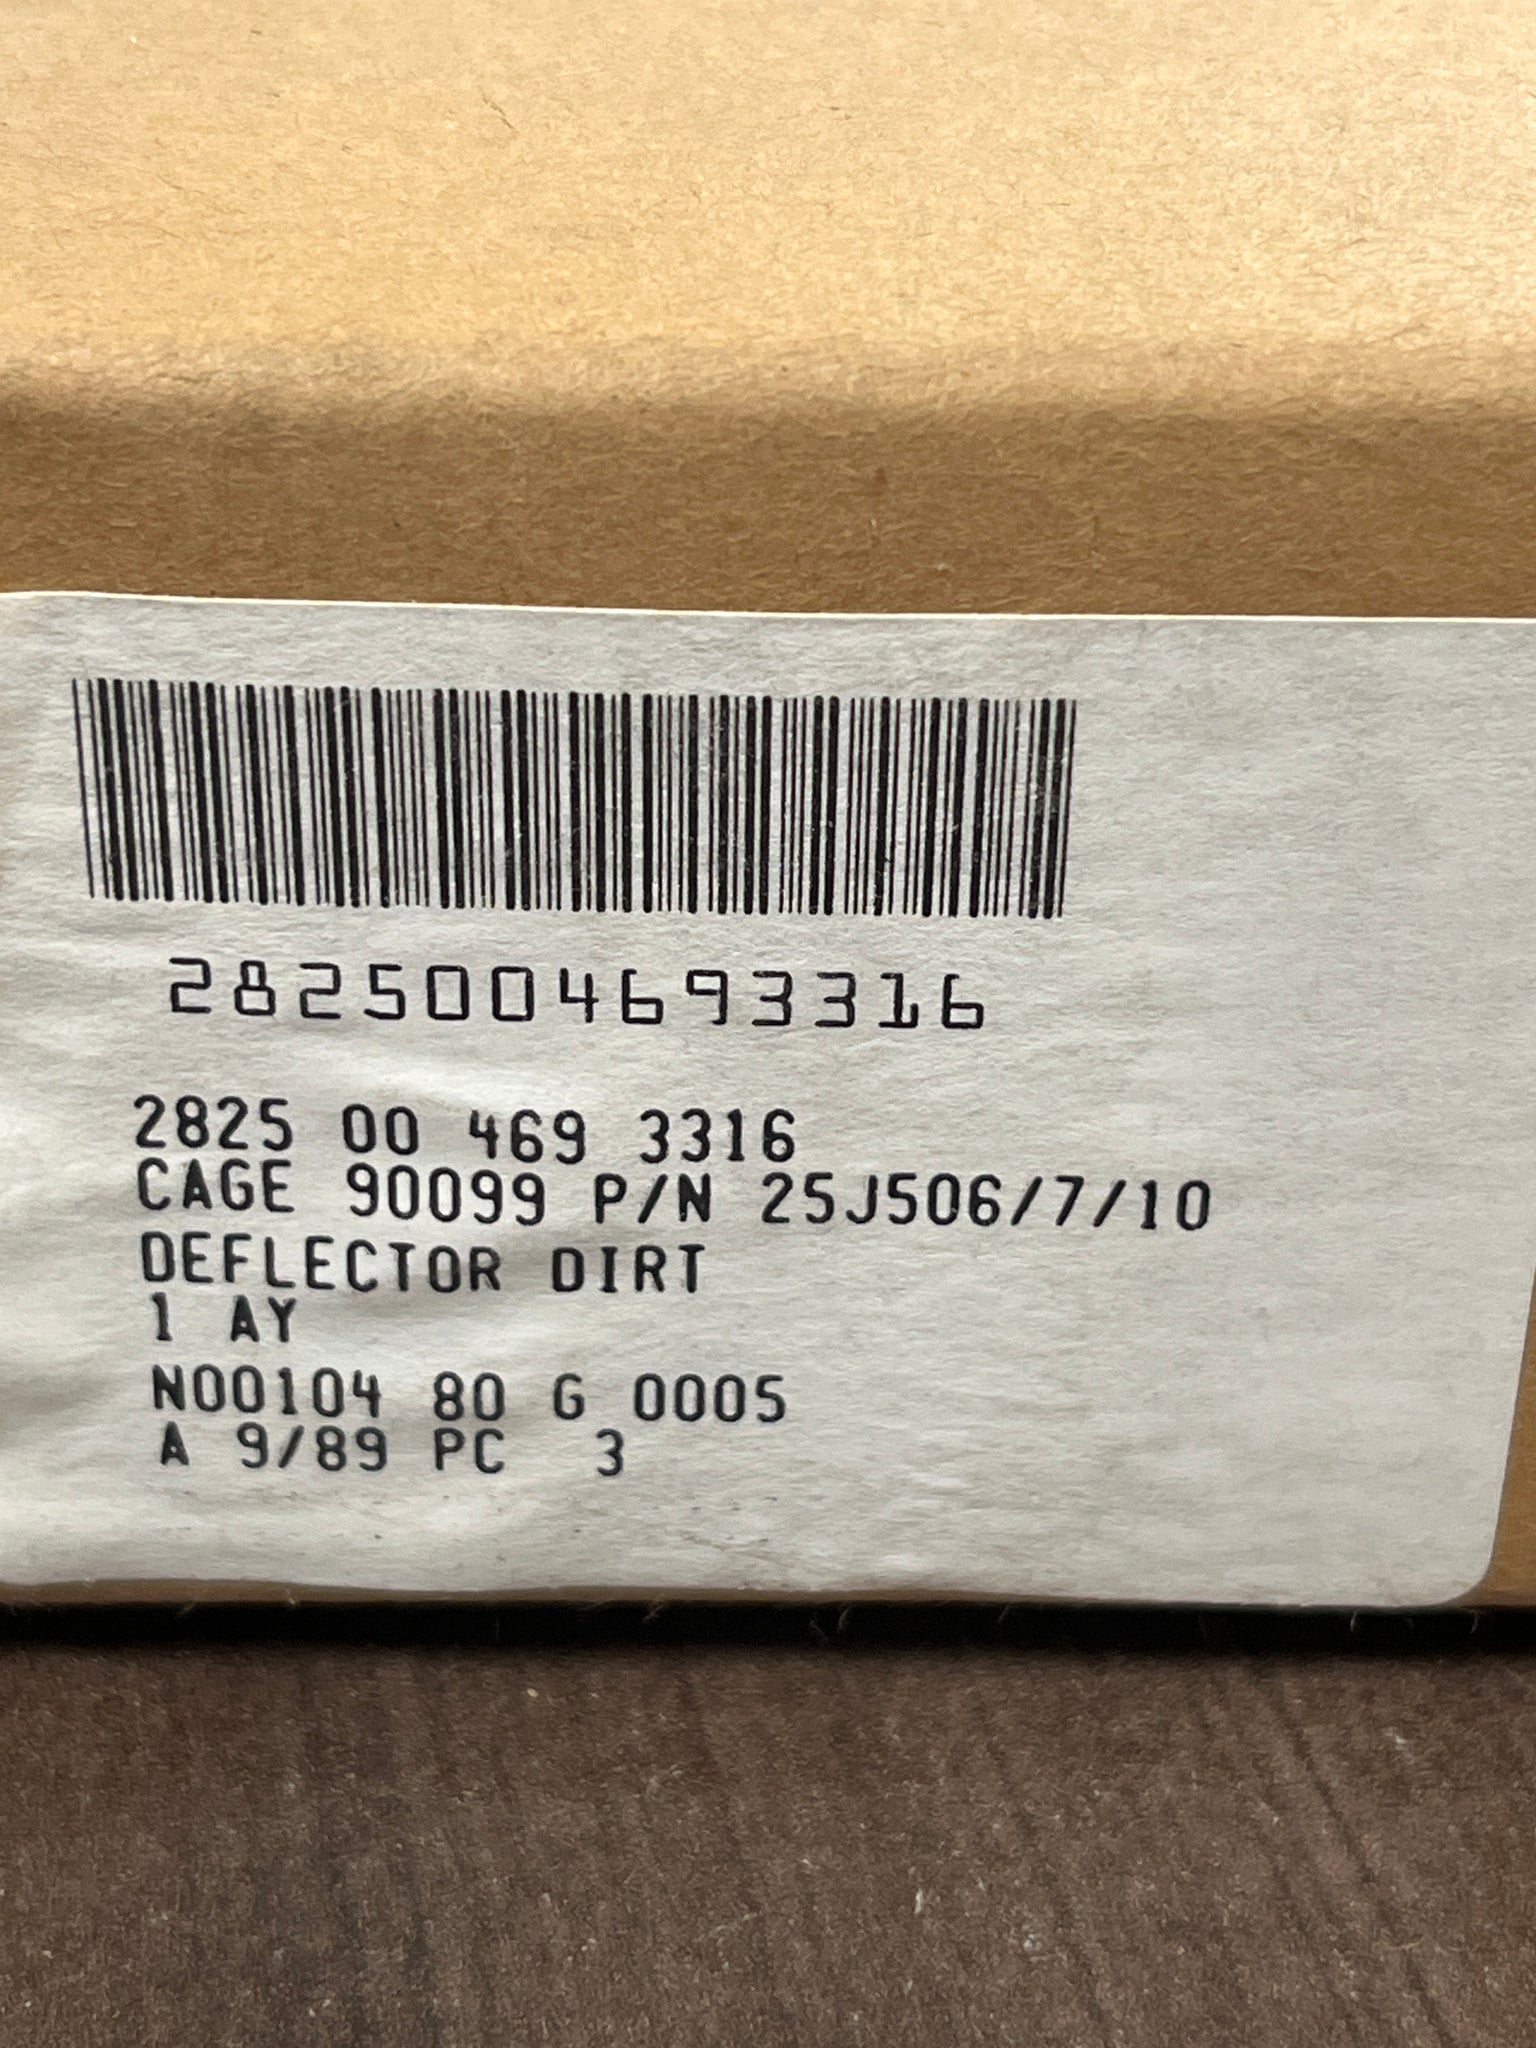 2825004693316
2825 00 469 3316
CAGE 90099 P/N 25J506/7/10
DEFLECTOR DIRT
1 AY
N00104 80 G 0005
A 9/89 PC 3